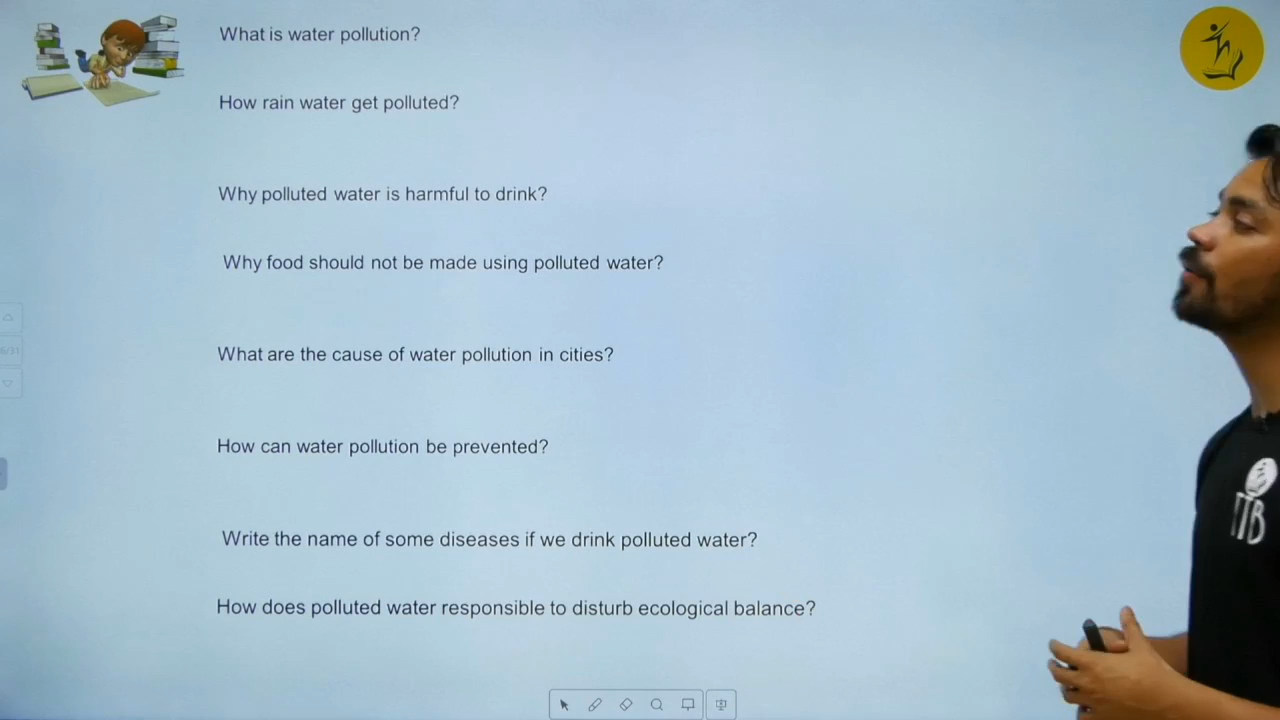 What is water pollution?
How rain water get polluted?
Why polluted water is harmful to drink?
Why food should not be made using polluted water?
What are the cause of water pollution in cities?
How can water pollution be prevented?
Write the name of some diseases if we drink polluted water?
How does polluted water responsible to disturb ecological balance?
ITB